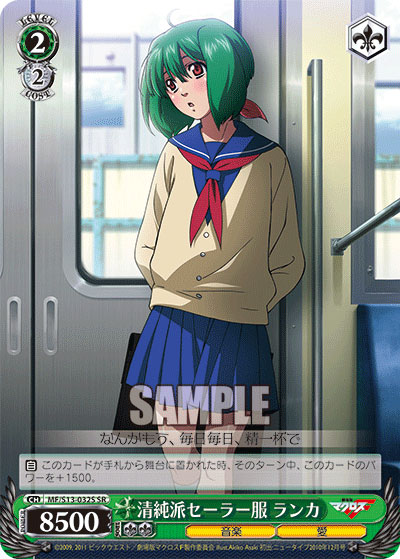 LEVEL
2
2
COST
SAMPLE
なんかもう、毎日毎日、精一杯で
このカードが手札から舞台に置かれた時、そのターン中、このカードのパ
ワーを＋1500。
CH MF/S13-032S SR
POWER
8500
清純派セーラー服 ランカ
劇場版
マクロスF
音楽
愛
©2009, 2011 ビックウエスト／劇場版マクロスF製作委員会 illust.Akiko Asaki 初出ニュータイプ2010年12月号